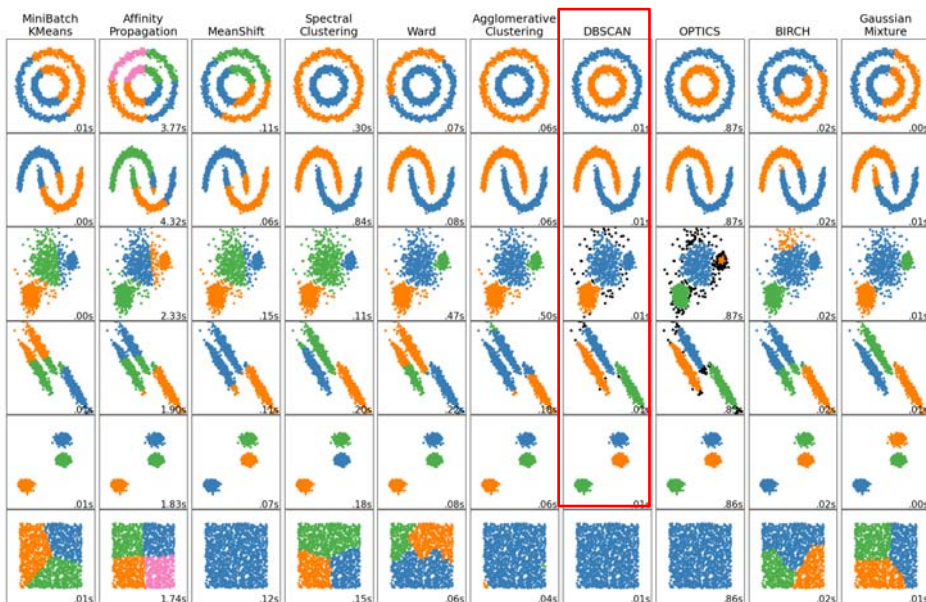 MiniBatch KMeans
Affinity Propagation
MeanShift
Spectral Clustering
Ward
Agglomerative Clustering
DBSCAN
OPTICS
BIRCH
Gaussian Mixture
.01s 3.77s .11s .30s .07s .06s .01s .87s .02s .00s
.00s 4.32s .06s .84s .08s .06s .01s .87s .02s .01s
.00s 2.33s .15s .11s .47s .50s .01s .87s .02s .01s
.01s 1.90s .11s .20s .01s .02s .01s
.01s 1.83s .07s .18s .08s .06s .01s .86s .02s .00s
.01s 1.74s .12s .15s .06s .04s .01s .86s .02s .01s